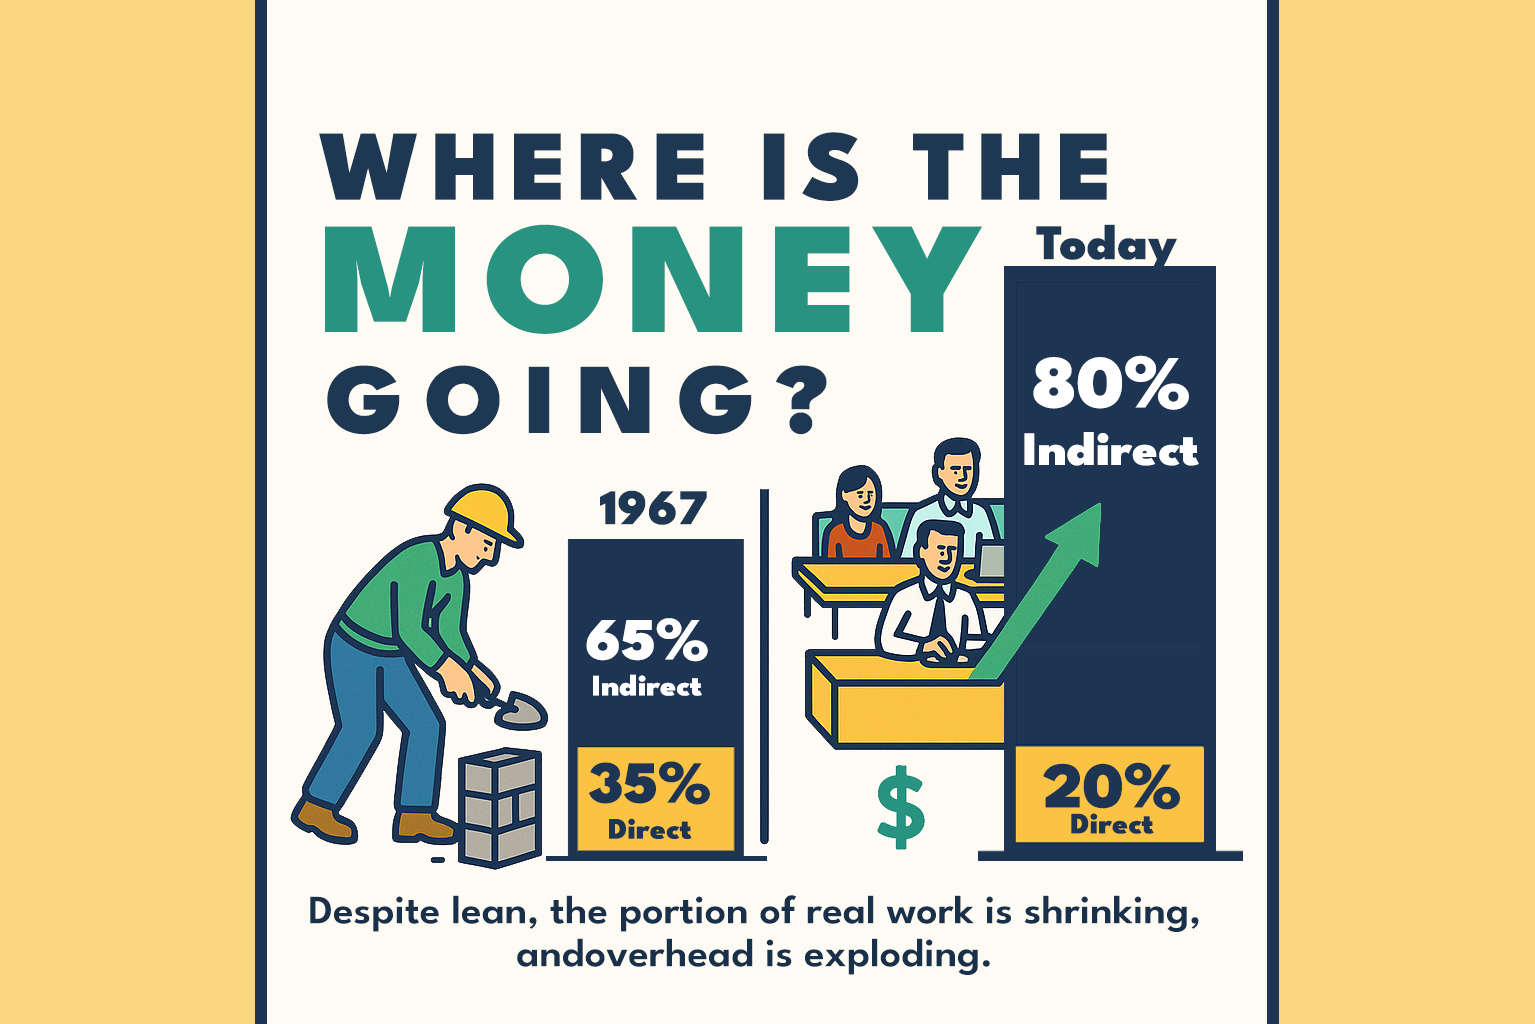 WHERE IS THE
MONEY
GOING?
1967
65%
Indirect
35%
Direct
Today
80%
Indirect
$
20%
Direct
Despite lean, the portion of real work is shrinking,
andoverhead is exploding.